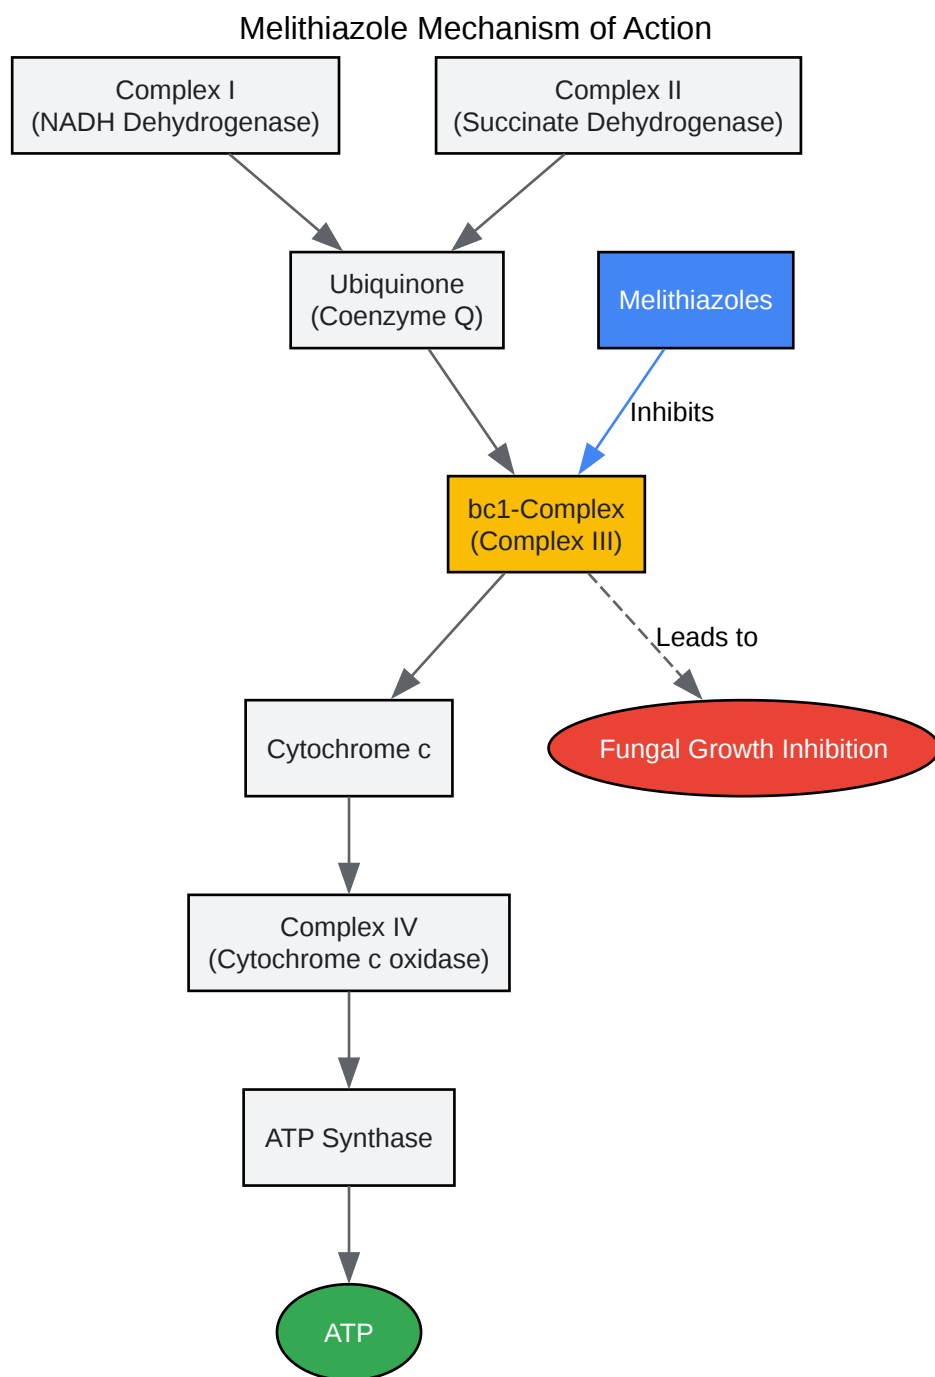 Melithiazole Mechanism of Action
Complex I
(NADH Dehydrogenase)
Complex II
(Succinate Dehydrogenase)
Ubiquinone
(Coenzyme Q)
Melithiazoles
Inhibits
bc1-Complex
(Complex III)
Leads to
Cytochrome c
Fungal Growth Inhibition
Complex IV
(Cytochrome c oxidase)
ATP Synthase
ATP